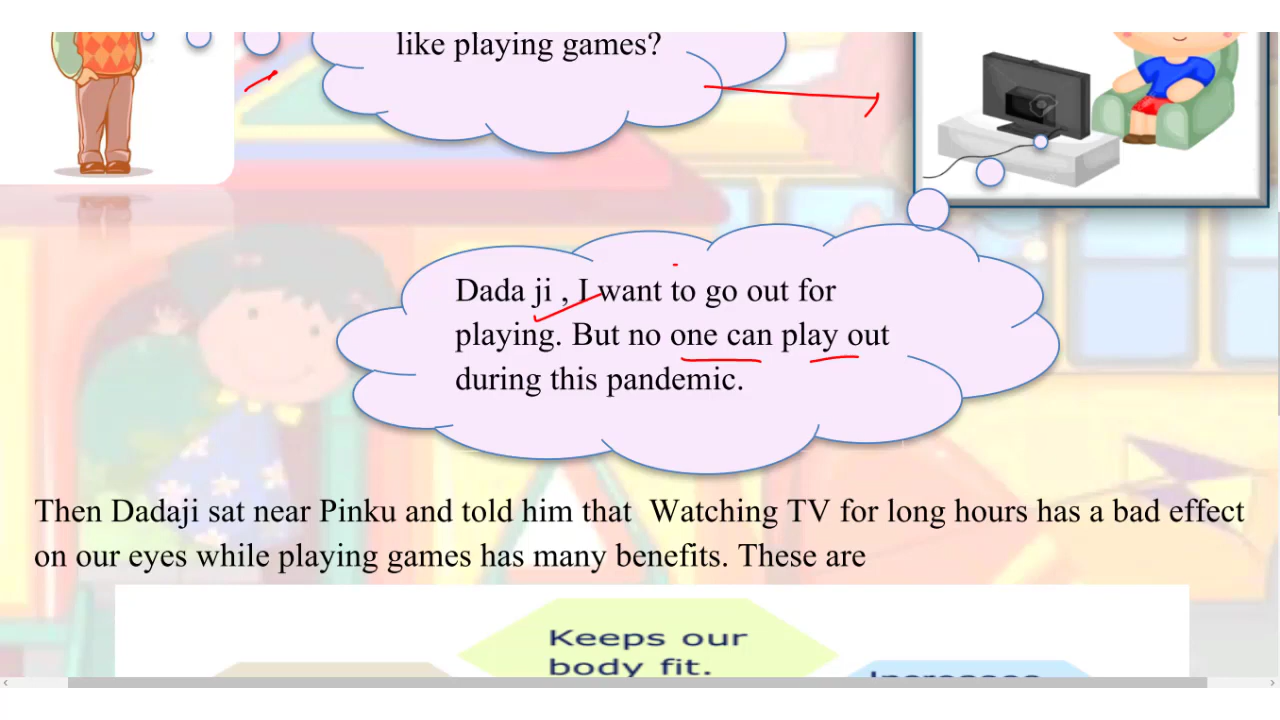 like playing games?
Dada ji , I want to go out for
playing. But no one can play out
during this pandemic.
Then Dadaji sat near Pinku and told him that Watching TV for long hours has a bad effect
on our eyes while playing games has many benefits. These are
Keeps our
body fit.